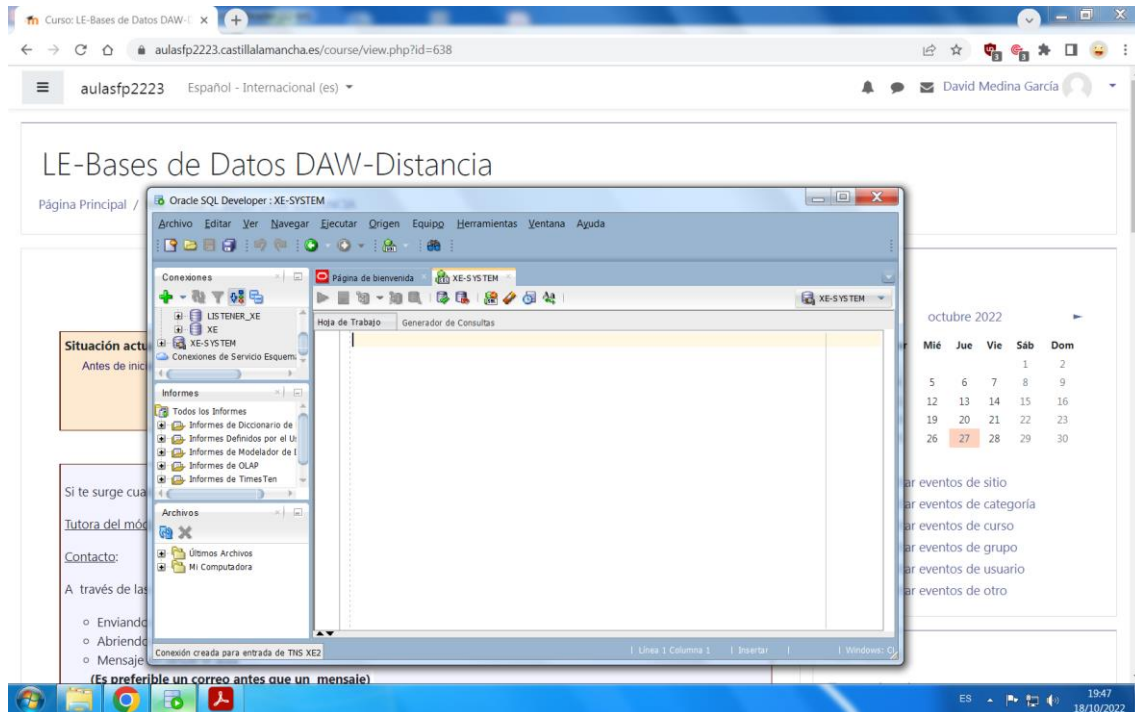 Curso: LE-Bases de Datos DAW-D
aulasfp2223.castillalamancha.es/course/view.php?id=638
3
3
aulasfp2223
Español - Internacional (es)
David Medina García
LE-Bases de Datos DAW-Distancia
Página Principal /
Oracle SQL Developer : XE-SYSTEM
Archivo Editar Ver Navegar Ejecutar Origen Equipo Herramientas Ventana Ayuda
Conexiones
Página de bienvenida
XE-SYSTEM
XE-SYSTEM
LISTENER_XE
XE
XE-SYSTEM
Conexiones de Servicio Esquem
Hoja de Trabajo
Generador de Consultas
Informes
Todos los Informes
Informes de Diccionario de
Informes Definidos por el U
Informes de Modelador de
Informes de OLAP
Informes de TimesTen
Archivos
Últimos Archivos
Mi Computadora
Conexión creada para entrada de TNS XE2
Línea 1 Columna 1
Insertar
Windows: C
Situación actu
Antes de inic
Si te surge cua
Tutora del mód
Contacto:
A través de las
Enviando
Abriendo
Mensaje
(Es preferible un correo antes que un mensaje)
octubre 2022
r Mié Jue Vie Sáb Dom
1 2
5 6 7 8 9
12 13 14 15 16
19 20 21 22 23
26 27 28 29 30
ar eventos de sitio
ar eventos de categoría
ar eventos de curso
ar eventos de grupo
ar eventos de usuario
ar eventos de otro
ES
19:47
18/10/2022